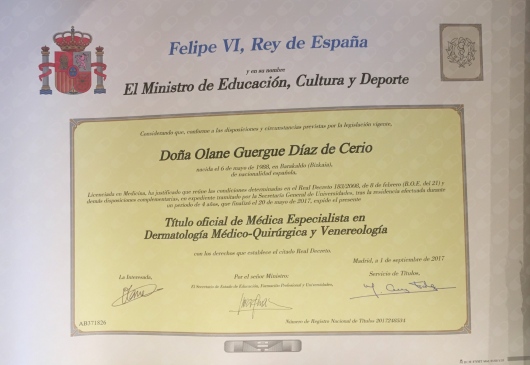 Felipe VI, Rey de España
y en su nombre
El Ministro de Educación, Cultura y Deporte
Considerando que, conforme a las disposiciones y circunstancias previstas por la legislación vigente,
Doña Olane Guergue Díaz de Cerio
nacida el 6 de mayo de 1988, en Barakaldo (Bizkaia),
de nacionalidad española,
Licenciada en Medicina, ha justificado que reúne las condiciones determinadas en el Real Decreto 183/2008, de 8 de febrero (B.O.E. del 21) y
demás disposiciones complementarias, en expediente tramitado por la Secretaría General de Universidades, tras la residencia efectuada durante
un periodo de 4 años, que finalizó el 20 de mayo de 2017, expide el presente
Título oficial de Médica Especialista en
Dermatología Médico-Quirúrgica y Venereología
con los derechos que establece el citado Real Decreto.
Madrid, a 1 de septiembre de 2017
La Interesada,
Por el señor Ministro:
Servicio de Títulos,
El Secretario de Estado de Educación, Formación Profesional y Universidades,
AB371826
Número de Registro Nacional de Títulos: